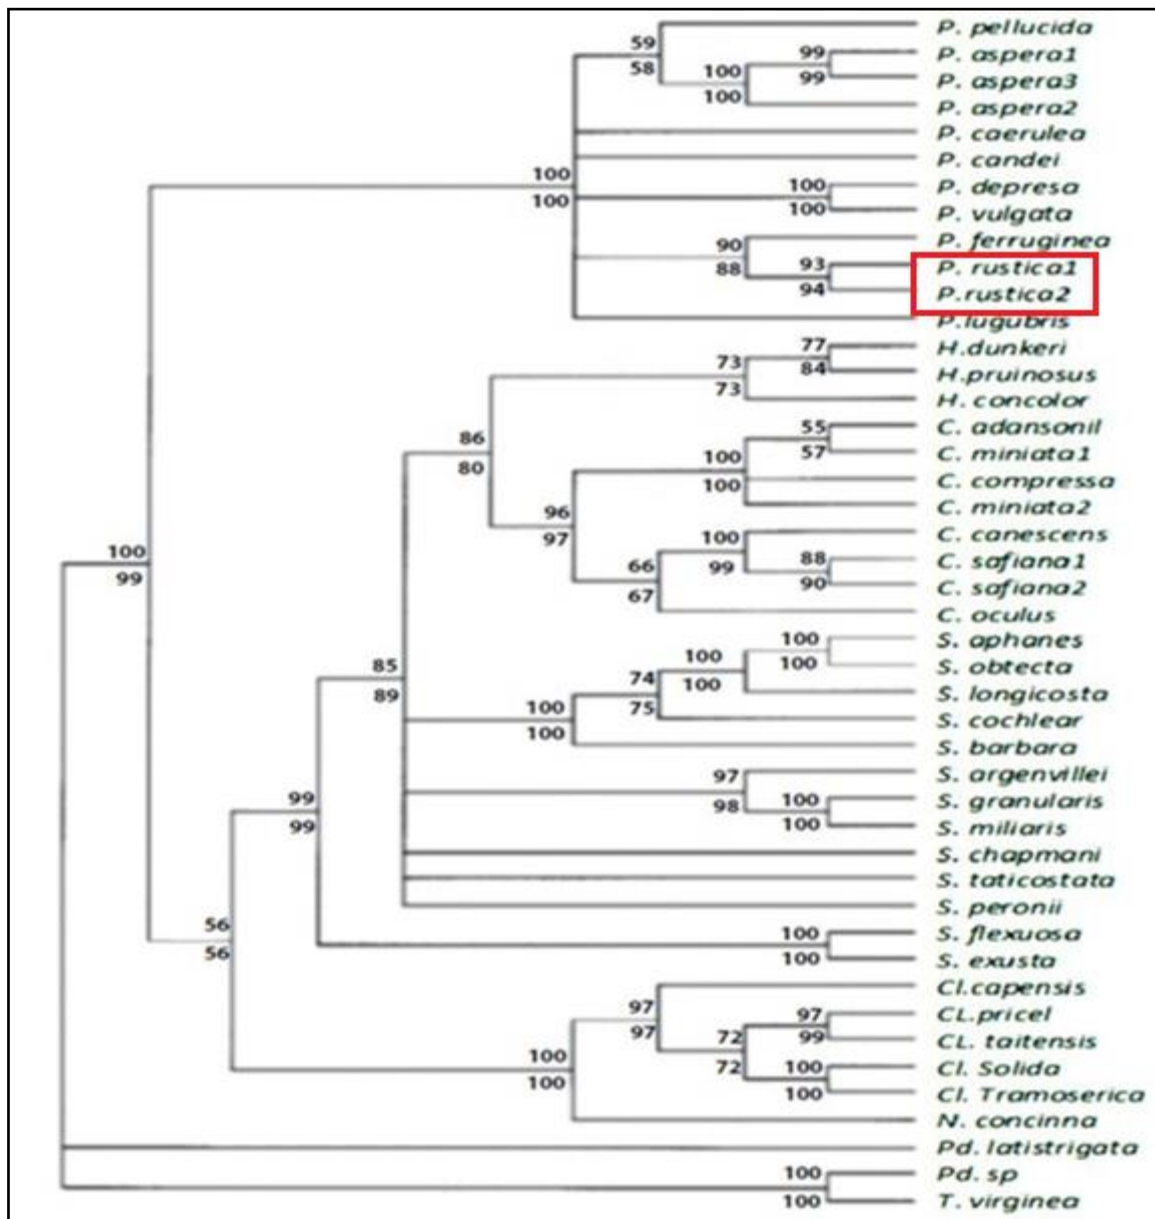 P. pellucida
59
99
P. aspera1
58
100
99
P. aspera3
100
P. aspera2
P. caerulea
P. candei
100
100
P. depresa
100
100
P. vulgata
90
P. ferruginea
88
93
P. rustica1
94
P.rustica2
P.lugubris
77
H.dunkeri
73
84
H.pruinosus
73
H. concolor
86
55
C. adansonil
80
100
57
C. miniata1
100
C. compressa
C. miniata2
96
100
C. canescens
97
99
88
C. safiana1
100
99
66
90
C. safiana2
67
C. oculus
100
S. aphanes
85
100
100
S. obtecta
89
74
100
S. longicosta
100
75
S. cochlear
100
S. barbara
97
S. argenvillei
99
98
100
S. granularis
99
100
S. miliaris
S. chapmani
S. taticostata
S. peronii
56
100
S. flexuosa
56
100
S. exusta
97
Cl.capensis
97
97
CL.pricel
72
99
CL. taitensis
100
72
100
Cl. Solida
100
100
Cl. Tramoserica
N. concinna
Pd. latistrigata
100
Pd. sp
100
T. virginea